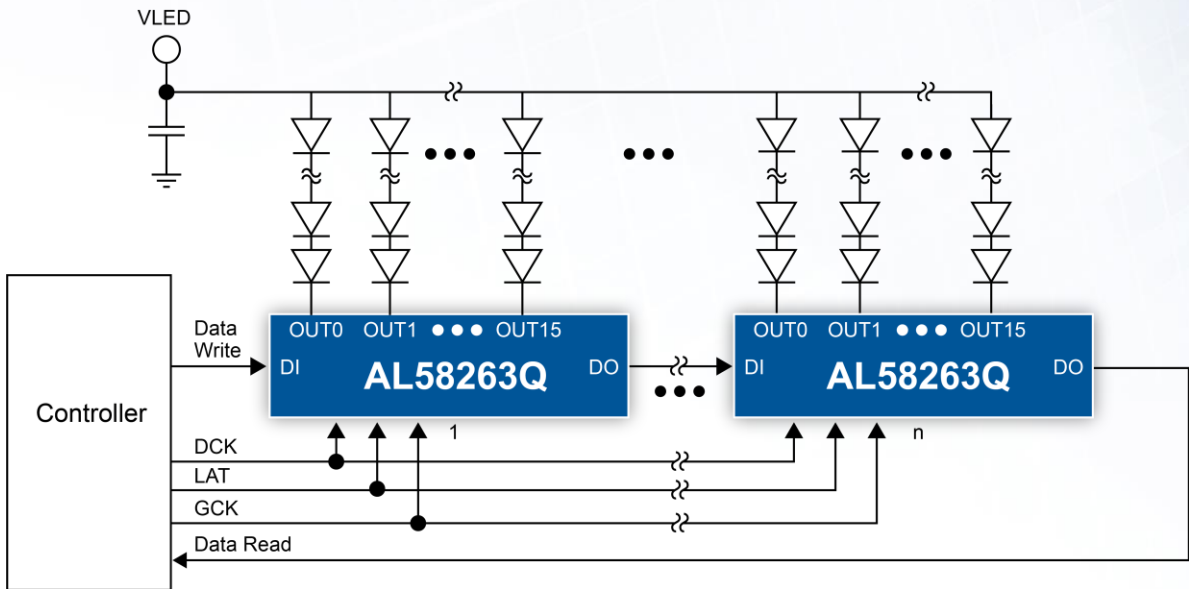 VLED
OUT0 OUT1 ●●● OUT15
OUT0 OUT1 ●●● OUT15
Data
Write
DI
AL58263Q
DO
DI
AL58263Q
DO
Controller
1
n
DCK
LAT
GCK
Data Read